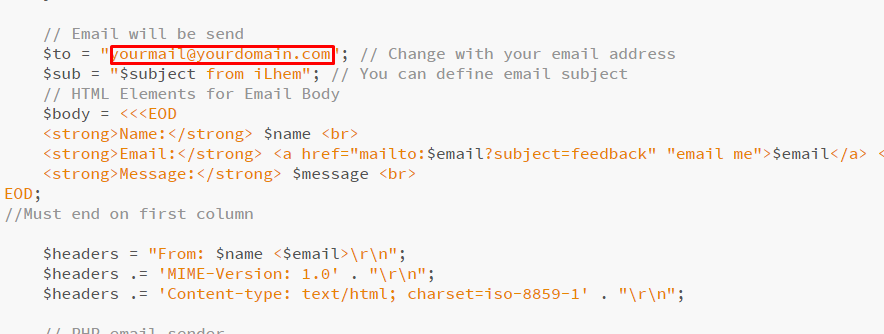 // Email will be send
$to = "yourmail@yourdomain.com"; // Change with your email address
$sub = "$subject from iLhem"; // You can define email subject
// HTML Elements for Email Body
$body = <<<EOD
<strong>Name:</strong> $name <br>
<strong>Email:</strong> <a href="mailto:$email?subject=feedback" "email me">$email</a> <
<strong>Message:</strong> $message <br>
EOD;
//Must end on first column
$headers = "From: $name <$email>\r\n";
$headers .= 'MIME-Version: 1.0' . "\r\n";
$headers .= 'Content-type: text/html; charset=iso-8859-1' . "\r\n";
// PHP email sender